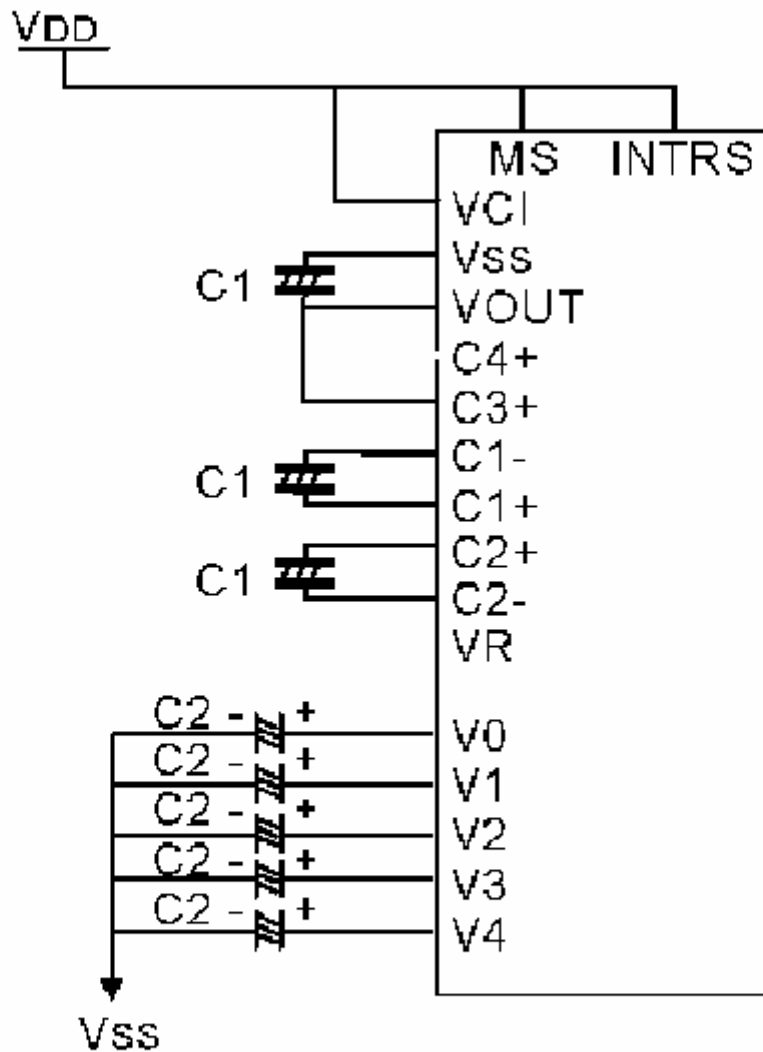 VDD
MS INTRS
VCI
Vss
C1
VOUT
C4+
C3+
C1-
C1
C1+
C2+
C1
C2-
VR
C2 - +
V0
C2 - +
V1
C2 - +
V2
C2 - +
V3
C2 - +
V4
Vss